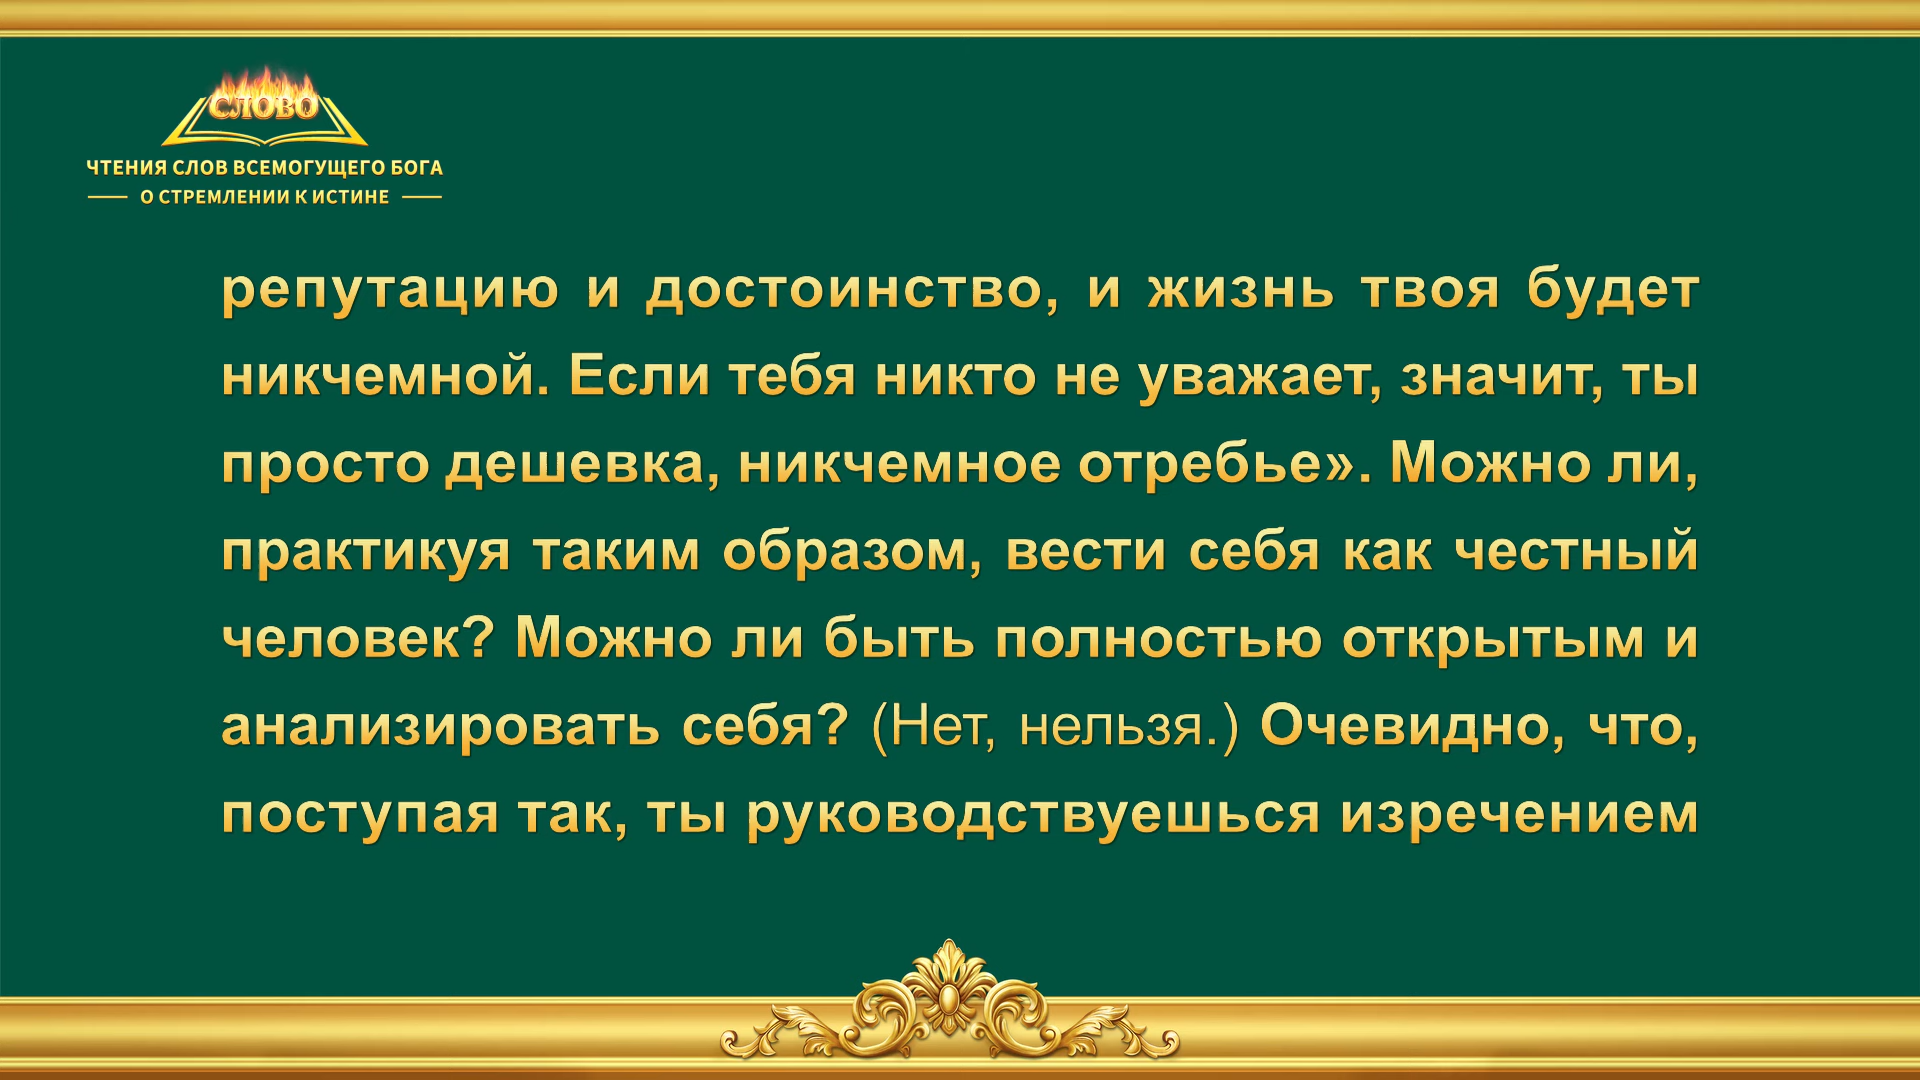 СЛОВО
ЧТЕНИЯ СЛОВ ВСЕМОГУЩЕГО БОГА
О СТРЕМЛЕНИИ К ИСТИНЕ
репутацию и достоинство, и жизнь твоя будет
никчемной. Если тебя никто не уважает, значит, ты
просто дешевка, никчемное отребье». Можно ли,
практикуя таким образом, вести себя как честный
человек? Можно ли быть полностью открытым и
анализировать себя? (Нет, нельзя.) Очевидно, что,
поступая так, ты руководствуешься изречением